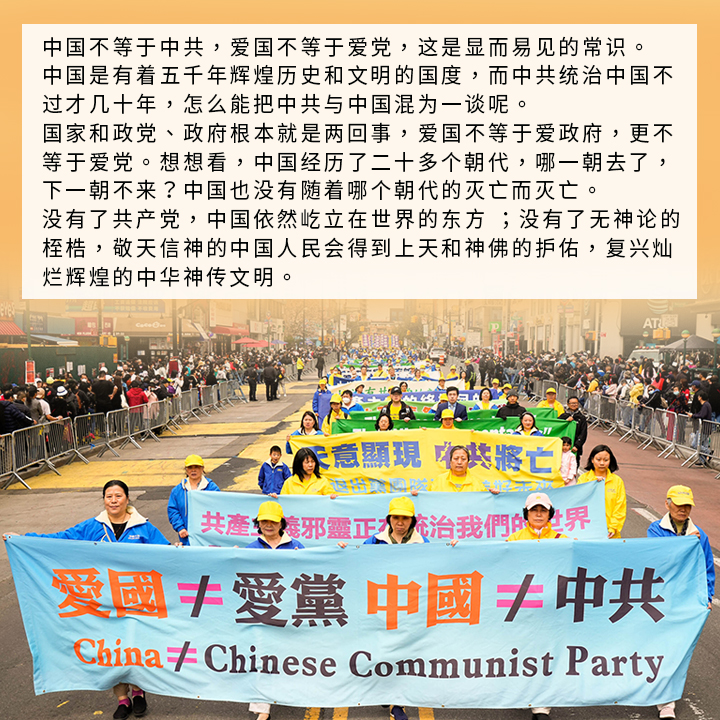 中国不等于中共，爱国不等于爱党，这是显而易见的常识。
中国是有着五千年辉煌历史和文明的国度，而中共统治中国不
过才几十年，怎么能把中共与中国混为一谈呢。
国家和政党、政府根本就是两回事，爱国不等于爱政府，更不
等于爱党。想想看，中国经历了二十多个朝代，哪一朝去了，
下一朝不来？中国也没有随着哪个朝代的灭亡而灭亡。
没有了共产党，中国依然屹立在世界的东方 ；没有了无神论的
桎梏，敬天信神的中国人民会得到上天和神佛的护佑，复兴灿
烂辉煌的中华神传文明。
天意顯現 中共將亡
共產主義邪靈正在統治我們的世界
愛國≠愛黨 中國≠中共
China≠Chinese Communist Party